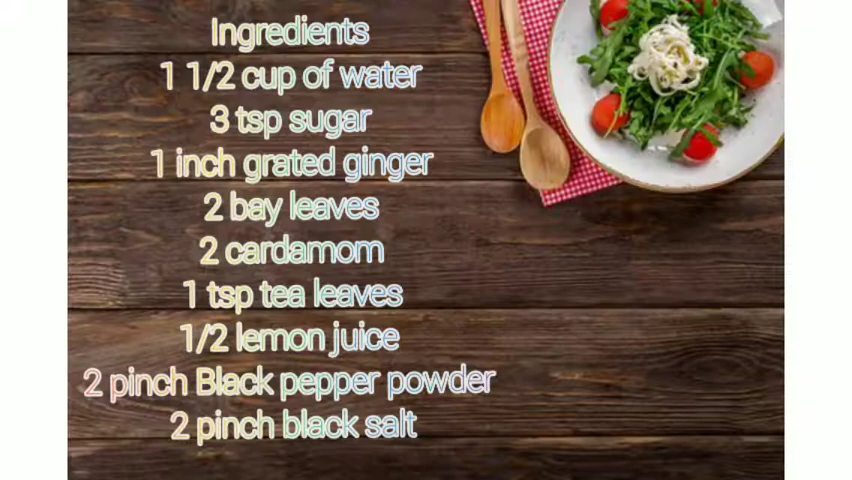 Ingredients
1 1/2 cup of water
3 tsp sugar
1 inch grated ginger
2 bay leaves
2 cardamom
1 tsp tea leaves
1/2 lemon juice
2 pinch Black pepper powder
2 pinch black salt